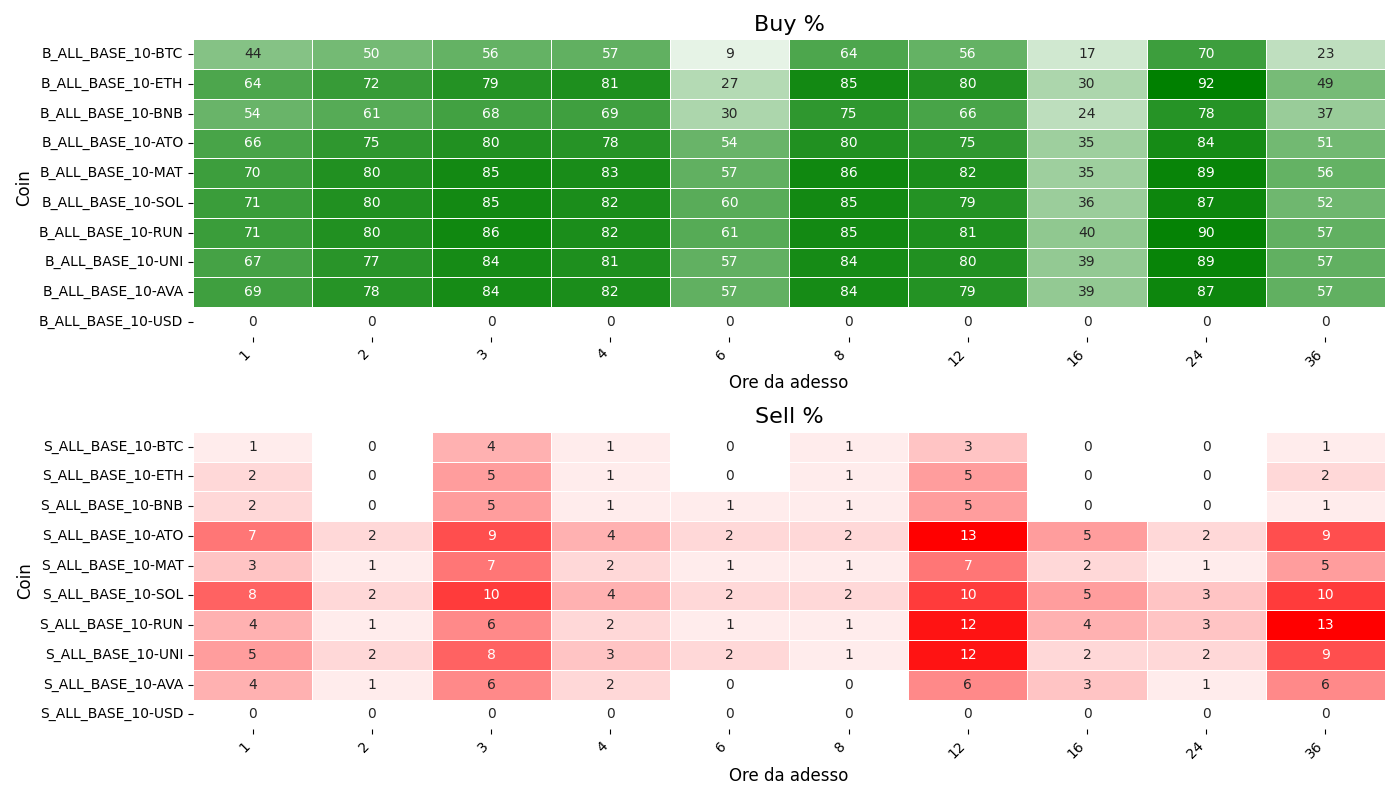 Buy %
Coin
B_ALL_BASE_10-BTC 44 50 56 57 9 64 56 17 70 23
B_ALL_BASE_10-ETH 64 72 79 81 27 85 80 30 92 49
B_ALL_BASE_10-BNB 54 61 68 69 30 75 66 24 78 37
B_ALL_BASE_10-ATO 66 75 80 78 54 80 75 35 84 51
B_ALL_BASE_10-MAT 70 80 85 83 57 86 82 35 89 56
B_ALL_BASE_10-SOL 71 80 85 82 60 85 79 36 87 52
B_ALL_BASE_10-RUN 71 80 86 82 61 85 81 40 90 57
B_ALL_BASE_10-UNI 67 77 84 81 57 84 80 39 89 57
B_ALL_BASE_10-AVA 69 78 84 82 57 84 79 39 87 57
B_ALL_BASE_10-USD 0 0 0 0 0 0 0 0 0 0
1 2 3 4 6 8 12 16 24 36
Ore da adesso
Sell %
Coin
S_ALL_BASE_10-BTC 1 0 4 1 0 1 3 0 0 1
S_ALL_BASE_10-ETH 2 0 5 1 0 1 5 0 0 2
S_ALL_BASE_10-BNB 2 0 5 1 1 1 5 0 0 1
S_ALL_BASE_10-ATO 7 2 9 4 2 2 13 5 2 9
S_ALL_BASE_10-MAT 3 1 7 2 1 1 7 2 1 5
S_ALL_BASE_10-SOL 8 2 10 4 2 2 10 5 3 10
S_ALL_BASE_10-RUN 4 1 6 2 1 1 12 4 3 13
S_ALL_BASE_10-UNI 5 2 8 3 2 1 12 2 2 9
S_ALL_BASE_10-AVA 4 1 6 2 0 0 6 3 1 6
S_ALL_BASE_10-USD 0 0 0 0 0 0 0 0 0 0
1 2 3 4 6 8 12 16 24 36
Ore da adesso